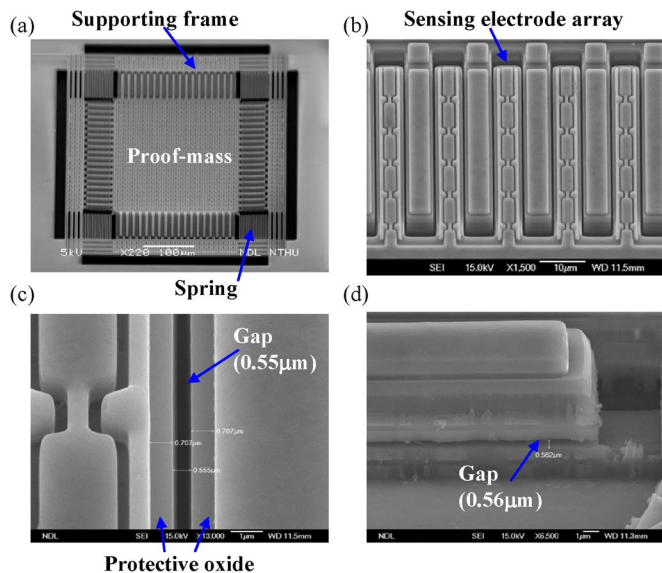 (a)
Supporting frame
Proof-mass
5kV X220 100μm NDL NTHU
Spring
(b)
Sensing electrode array
SEI 15.0kV X1,500 10μm WD 11.5mm
(c)
Gap
(0.55μm)
0.707μm
0.707μm
0.555μm
NDL SEI 15.0kV X13,000 1μm WD 11.5mm
Protective oxide
(d)
0.562μm
Gap
(0.56μm)
NDL SEI 15.0kV X6,500 1μm WD 11.3mm